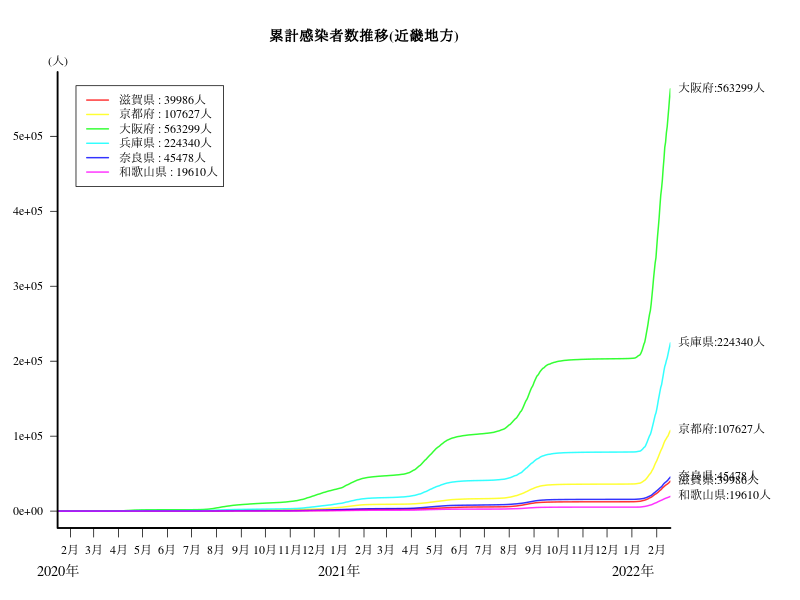 累計感染者数推移(近畿地方)
(人)
滋賀県 : 39986人
京都府 : 107627人
大阪府 : 563299人
兵庫県 : 224340人
奈良県 : 45478人
和歌山県 : 19610人
大阪府:563299人
5e+05
4e+05
3e+05
兵庫県:224340人
2e+05
京都府:107627人
1e+05
奈良県:45478人
滋賀県:39986人
和歌山県:19610人
0e+00
2月 3月 4月 5月 6月 7月 8月 9月 10月 11月 12月 1月 2月 3月 4月 5月 6月 7月 8月 9月 10月 11月 12月 1月 2月
2020年 2021年 2022年